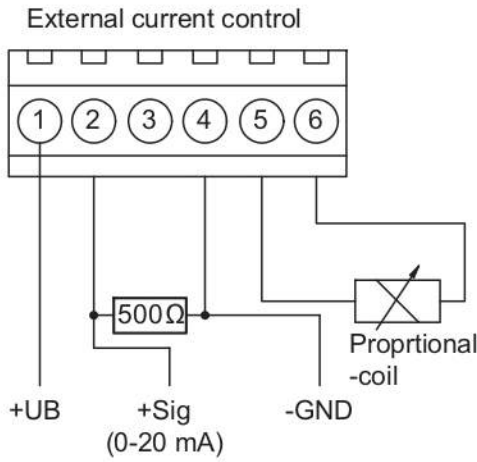 External current control
1 2 3 4 5 6
500Ω
Proprtional
-coil
+UB +Sig -GND
(0-20 mA)